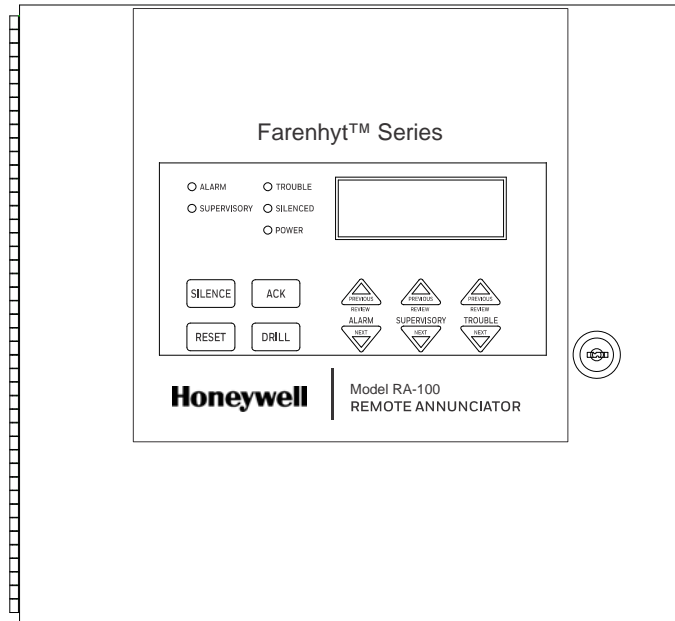 Farenhyt™ Series
ALARM TROUBLE
SUPERVISORY SILENCED
POWER
SILENCE ACK
PREVIOUS PREVIOUS PREVIOUS
REVIEW REVIEW REVIEW
ALARM SUPERVISORY TROUBLE
RESET DRILL
NEXT NEXT NEXT
Honeywell
Model RA-100
REMOTE ANNUNCIATOR